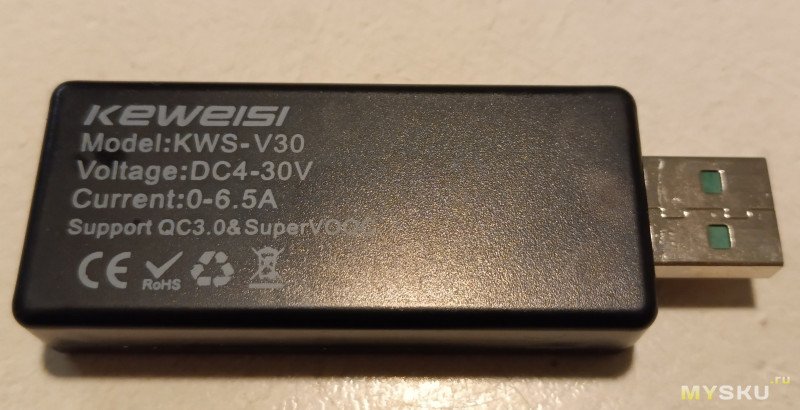 KEWEISI
Model:KWS-V30
Voltage:DC4-30V
Current:0-6.5A
Support QC3.0&SuperVOOC
CE RoHS
MYSKU.ru